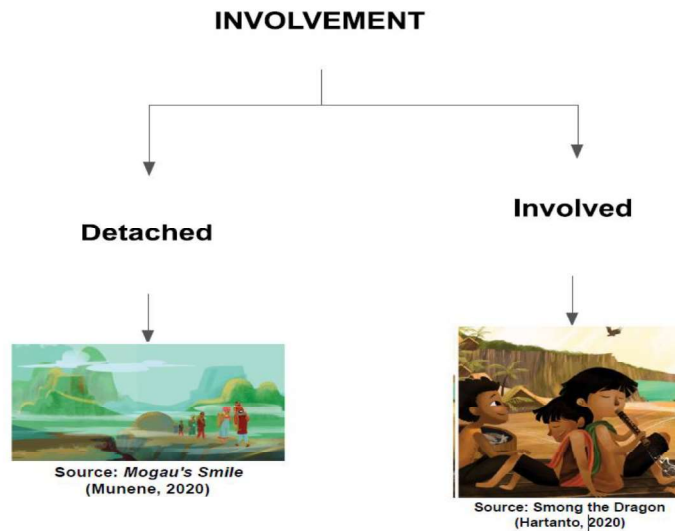 INVOLVEMENT
Detached
Involved
Source: Mogau's Smile
(Munene, 2020)
Source: Smong the Dragon
(Hartanto, 2020)